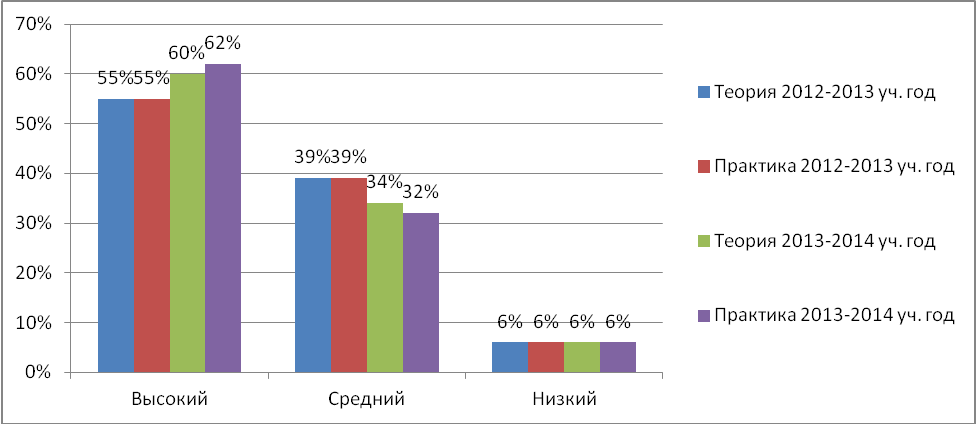 70%
60%
50%
40%
30%
20%
10%
0%
55% 55% 60% 62%
39% 39% 34% 32%
6% 6% 6% 6%
Высокий Средний Низкий
Теория 2012-2013 уч. год
Практика 2012-2013 уч. год
Теория 2013-2014 уч. год
Практика 2013-2014 уч. год